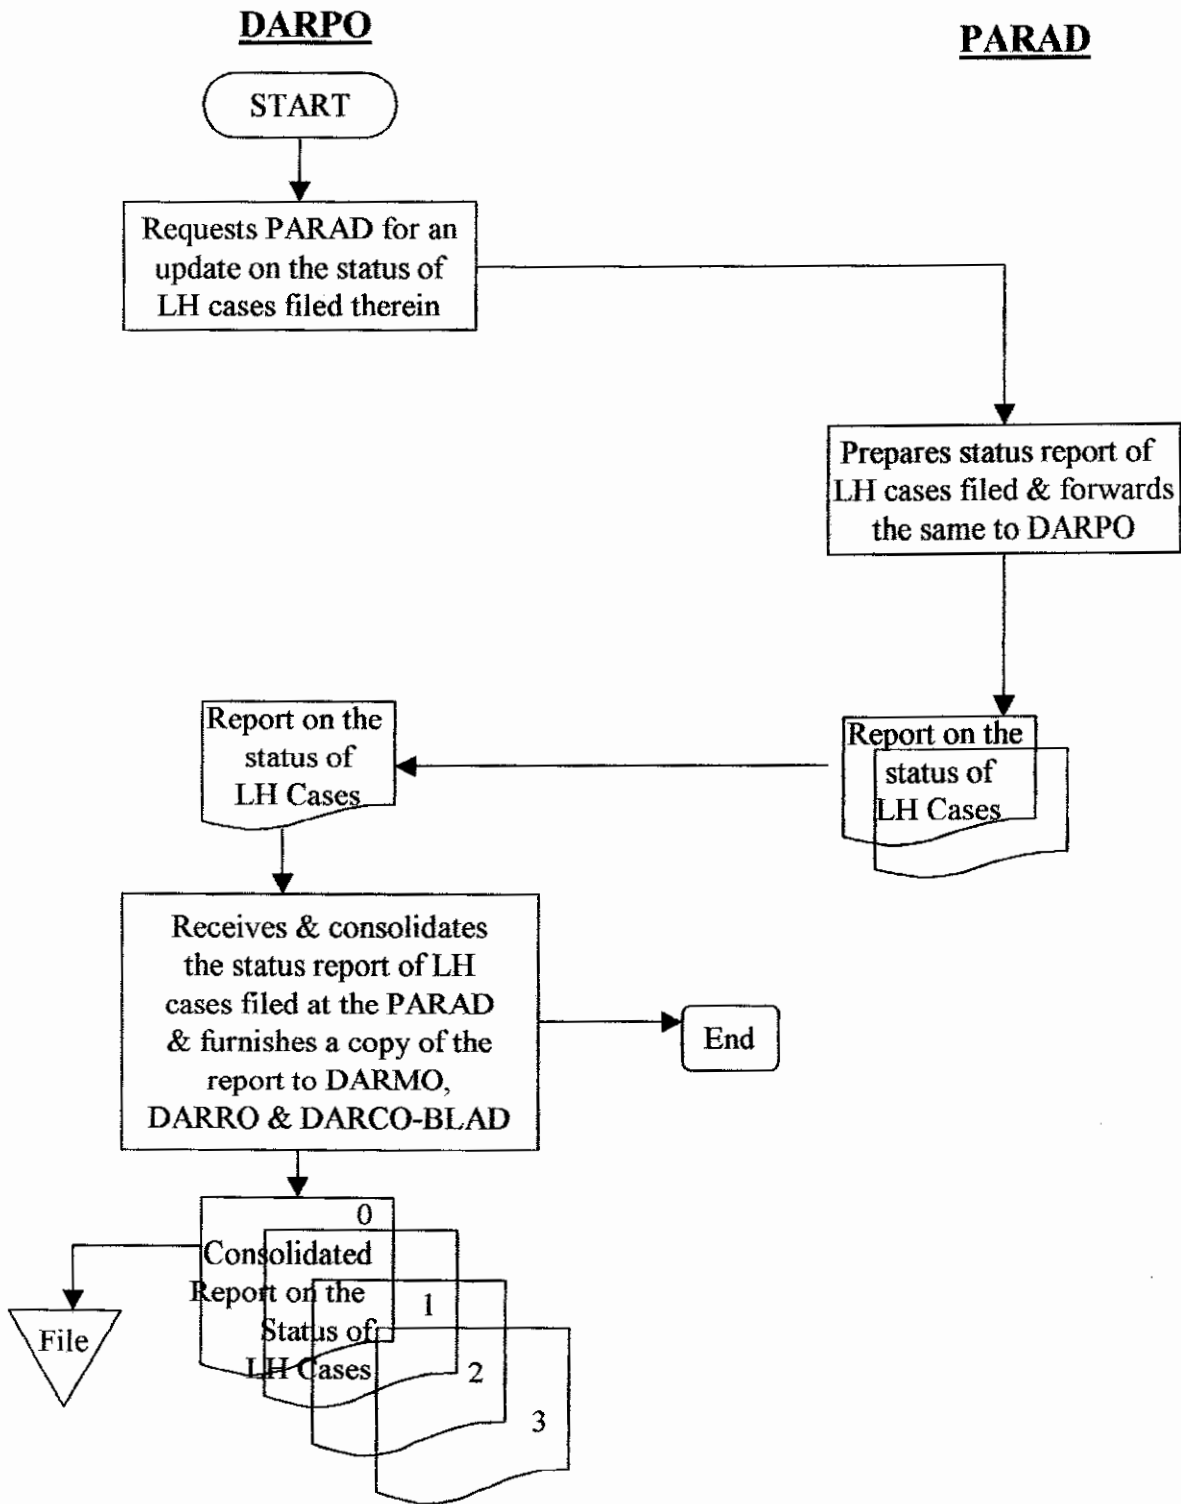 DARPO
PARAD
START
Requests PARAD for an
update on the status of
LH cases filed therein
Prepares status report of
LH cases filed & forwards
the same to DARPO
Report on the
status of
LH Cases
Report on the
status of
LH Cases
Receives & consolidates
the status report of LH
cases filed at the PARAD
& furnishes a copy of the
report to DARMO,
DARRO & DARCO-BLAD
End
0
Consolidated
Report on the
Status of
LH Cases
1
2
3
File